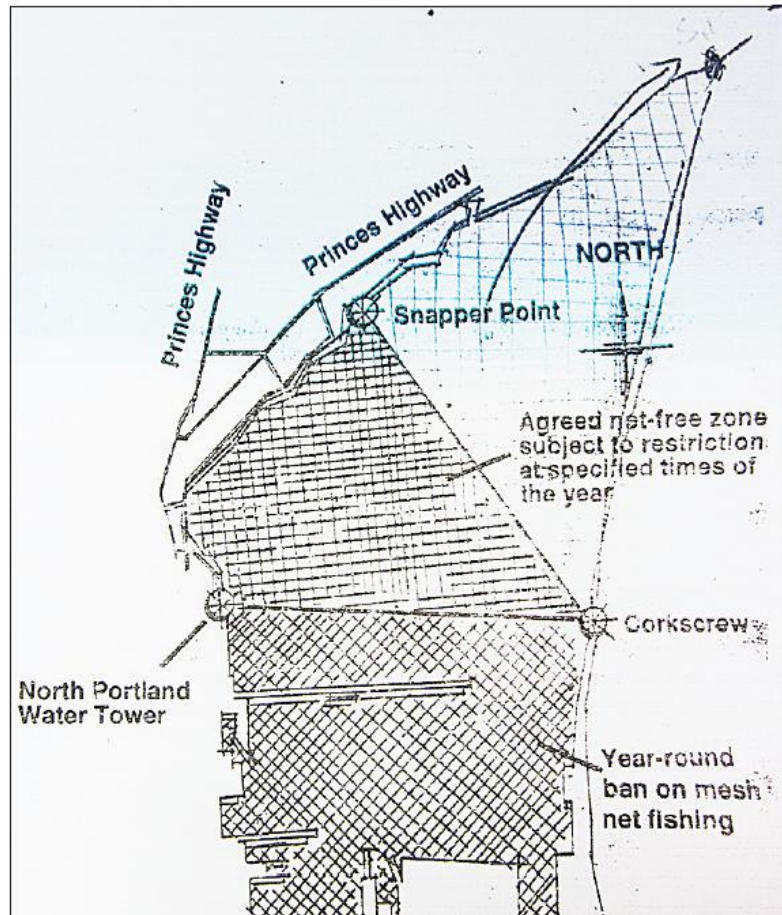 Princes Highway
Princes Highway
NORTH
Snapper Point
Agreed net-free zone
subject to restriction
at specified times of
the year
Corkscrew
North Portland
Water Tower
Year-round
ban on mesh
net fishing